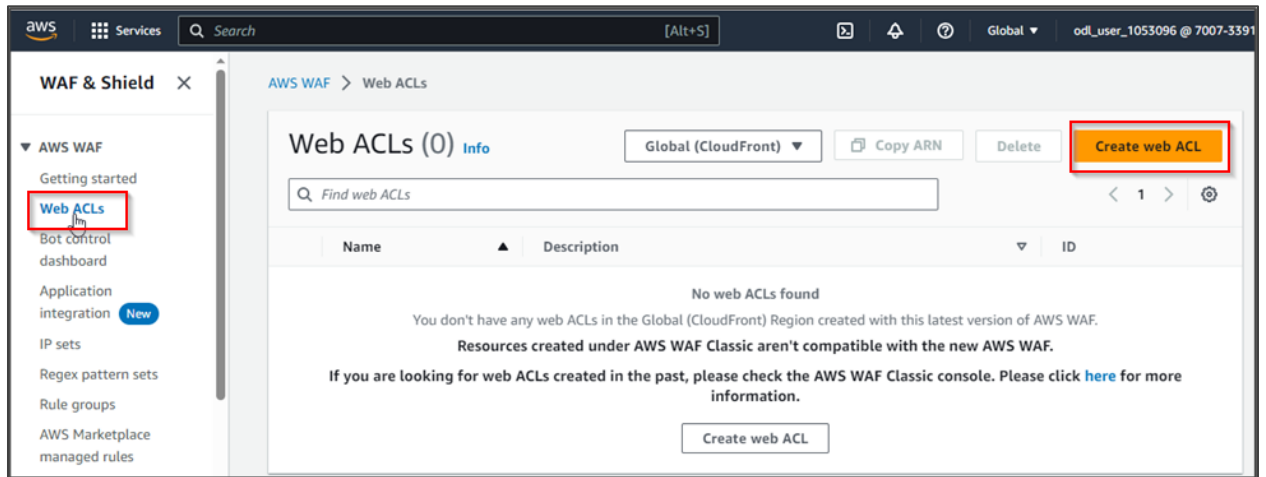 aws
Services
Search
[Alt+S]
Global
odl_user_1053096 @ 7007-3391
WAF & Shield
AWS WAF
Getting started
Web ACLs
Bot control
dashboard
Application
integration New
IP sets
Regex pattern sets
Rule groups
AWS Marketplace
managed rules
AWS WAF > Web ACLs
Web ACLs (0) Info
Global (CloudFront)
Copy ARN
Delete
Create web ACL
Find web ACLs
< 1 >
Name
Description
ID
No web ACLs found
You don't have any web ACLs in the Global (CloudFront) Region created with this latest version of AWS WAF.
Resources created under AWS WAF Classic aren't compatible with the new AWS WAF.
If you are looking for web ACLs created in the past, please check the AWS WAF Classic console. Please click here for more
information.
Create web ACL